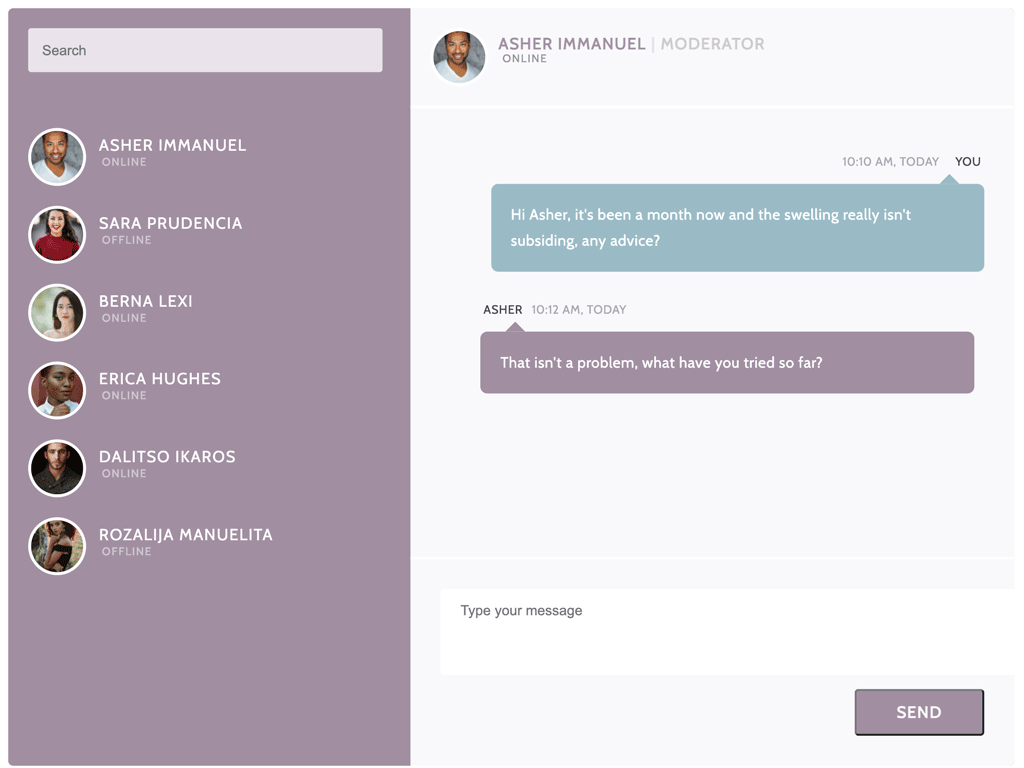 Search
ASHER IMMANUEL
ONLINE
SARA PRUDENCIA
OFFLINE
BERNA LEXI
ONLINE
ERICA HUGHES
ONLINE
DALITSO IKAROS
ONLINE
ROZALIJA MANUELITA
OFFLINE
ASHER IMMANUEL | MODERATOR
ONLINE
10:10 AM, TODAY YOU
Hi Asher, it's been a month now and the swelling really isn't
subsiding, any advice?
ASHER 10:12 AM, TODAY
That isn't a problem, what have you tried so far?
Type your message
SEND